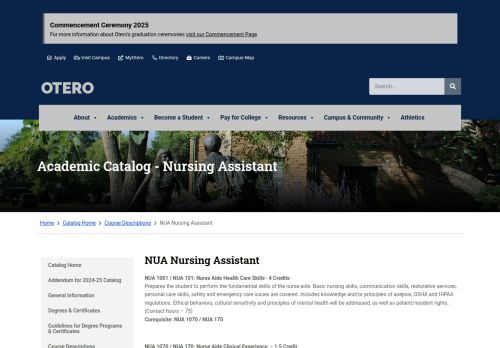 Commencement Ceremony 2025
For more information about Otero's graduation ceremonies visit our Commencement Page
Apply Visit Campus MyOtero Directory Careers Campus Map
OTERO
Search...
About Academics Become a Student Pay for College Resources Campus & Community Athletics
Academic Catalog - Nursing Assistant
Home > Catalog Home > Course Descriptions > NUA Nursing Assistant
Catalog Home
Addendum for 2024-25 Catalog
General Information
Degrees & Certificates
Guidelines for Degree Programs
& Certificates
Course Descriptions
NUA Nursing Assistant
NUA 1001 / NUA 101: Nurse Aide Health Care Skills - 4 Credits
Prepares the student to perform the fundamental skills of the nurse aide. Basic nursing skills, communication skills, restorative services,
personal care skills, safety and emergency care issues are covered. Includes knowledge and/or principles of asepsis, OSHA and HIPAA
regulations. Ethical behaviors, cultural sensitivity and principles of mental health will be addressed, as well as patient/resident rights.
(Contact hours – 75)
Corequisite: NUA 1070 / NUA 170
NUA 1070 / NUA 170: Nurse Aide Clinical Experience — 1.5 Credit